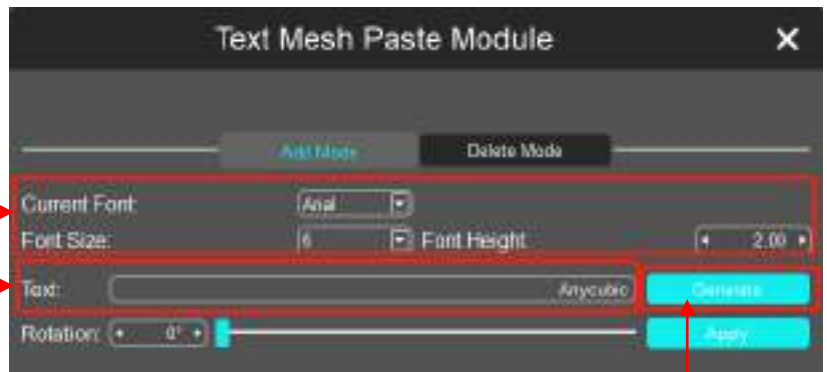 Text Mesh Paste Module
Add Mode Delete Mode
Current Font: Arial
Font Size: 6 Font Height 2.00
Text: Anycubic Generate
Rotation: 0° Apply